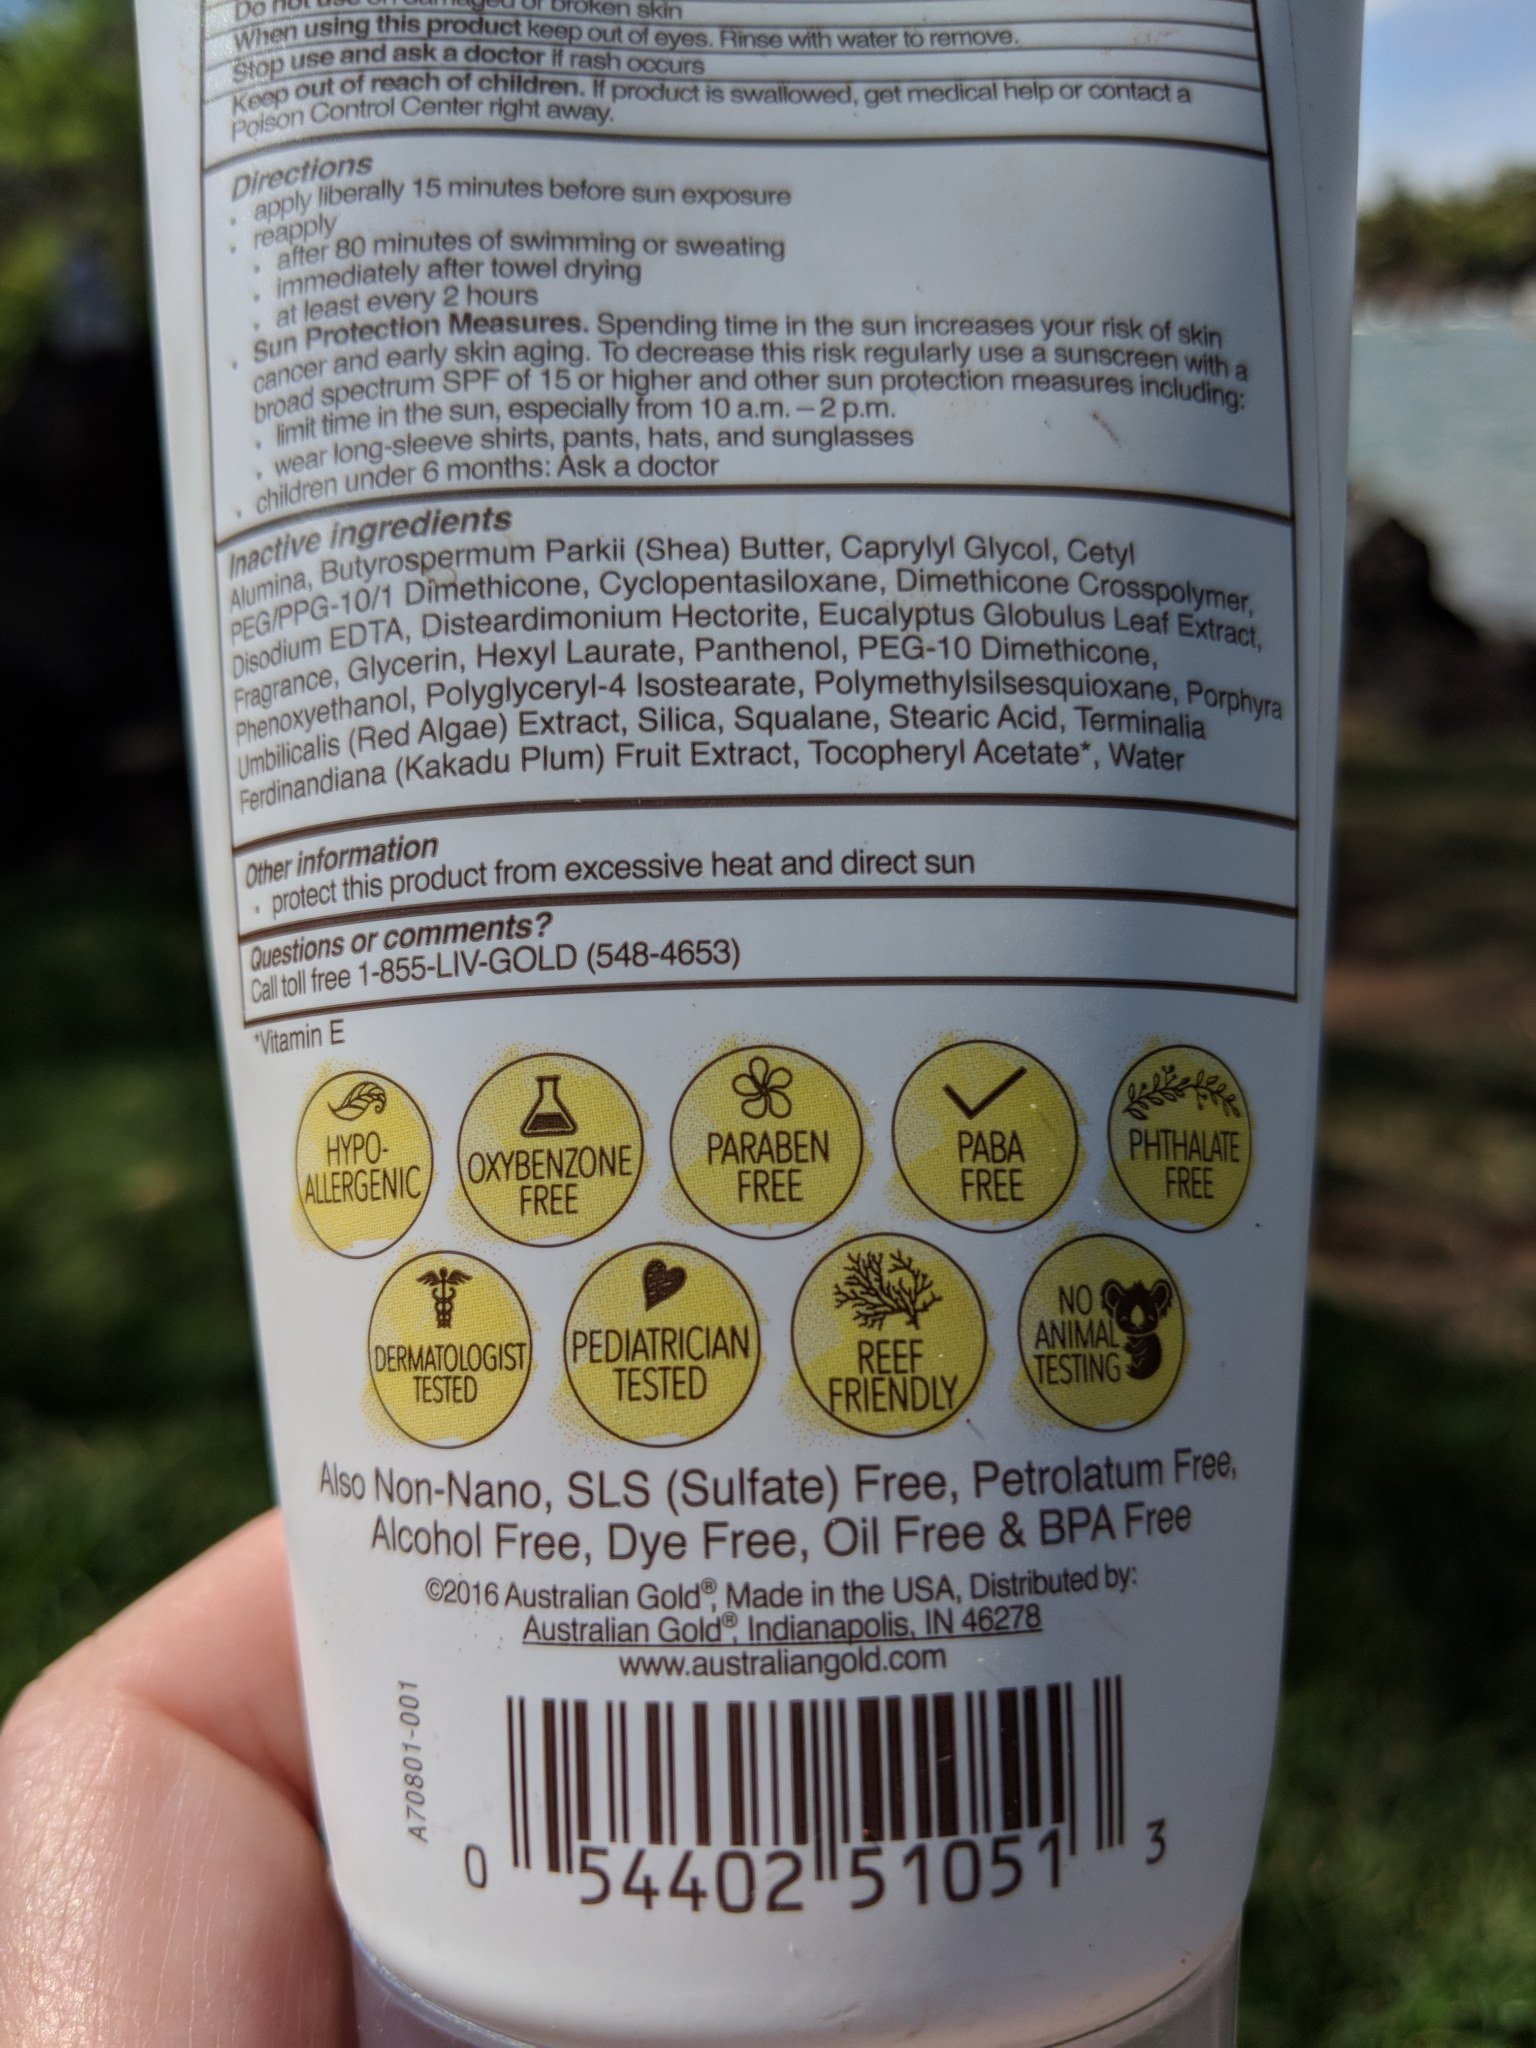 Do not use on damaged or broken skin
When using this product keep out of eyes. Rinse with water to remove.
Stop use and ask a doctor if rash occurs
Keep out of reach of children. If product is swallowed, get medical help or contact a
Poison Control Center right away.
Directions
• apply liberally 15 minutes before sun exposure
• reapply
• after 80 minutes of swimming or sweating
• immediately after towel drying
• at least every 2 hours
• Sun Protection Measures. Spending time in the sun increases your risk of skin
cancer and early skin aging. To decrease this risk regularly use a sunscreen with a
broad spectrum SPF of 15 or higher and other sun protection measures including:
• limit time in the sun, especially from 10 a.m. – 2 p.m.
• wear long-sleeve shirts, pants, hats, and sunglasses
• children under 6 months: Ask a doctor
Inactive ingredients
Alumina, Butyrospermum Parkii (Shea) Butter, Caprylyl Glycol, Cetyl
PEG/PPG-10/1 Dimethicone, Cyclopentasiloxane, Dimethicone Crosspolymer,
Disodium EDTA, Disteardimonium Hectorite, Eucalyptus Globulus Leaf Extract,
Fragrance, Glycerin, Hexyl Laurate, Panthenol, PEG-10 Dimethicone,
Phenoxyethanol, Polyglyceryl-4 Isostearate, Polymethylsilsesquioxane, Porphyra
Umbilicalis (Red Algae) Extract, Silica, Squalane, Stearic Acid, Terminalia
Ferdinandiana (Kakadu Plum) Fruit Extract, Tocopheryl Acetate*, Water
Other information
• protect this product from excessive heat and direct sun
Questions or comments?
Call toll free 1-855-LIV-GOLD (548-4653)
*Vitamin E
HYPO-
ALLERGENIC
OXYBENZONE
FREE
PARABEN
FREE
PABA
FREE
PHTHALATE
FREE
DERMATOLOGIST
TESTED
PEDIATRICIAN
TESTED
REEF
FRIENDLY
NO
ANIMAL
TESTING
Also Non-Nano, SLS (Sulfate) Free, Petrolatum Free,
Alcohol Free, Dye Free, Oil Free & BPA Free
©2016 Australian Gold®, Made in the USA, Distributed by:
Australian Gold®, Indianapolis, IN 46278
www.australiangold.com
A70801-001
0 54402 51051 3